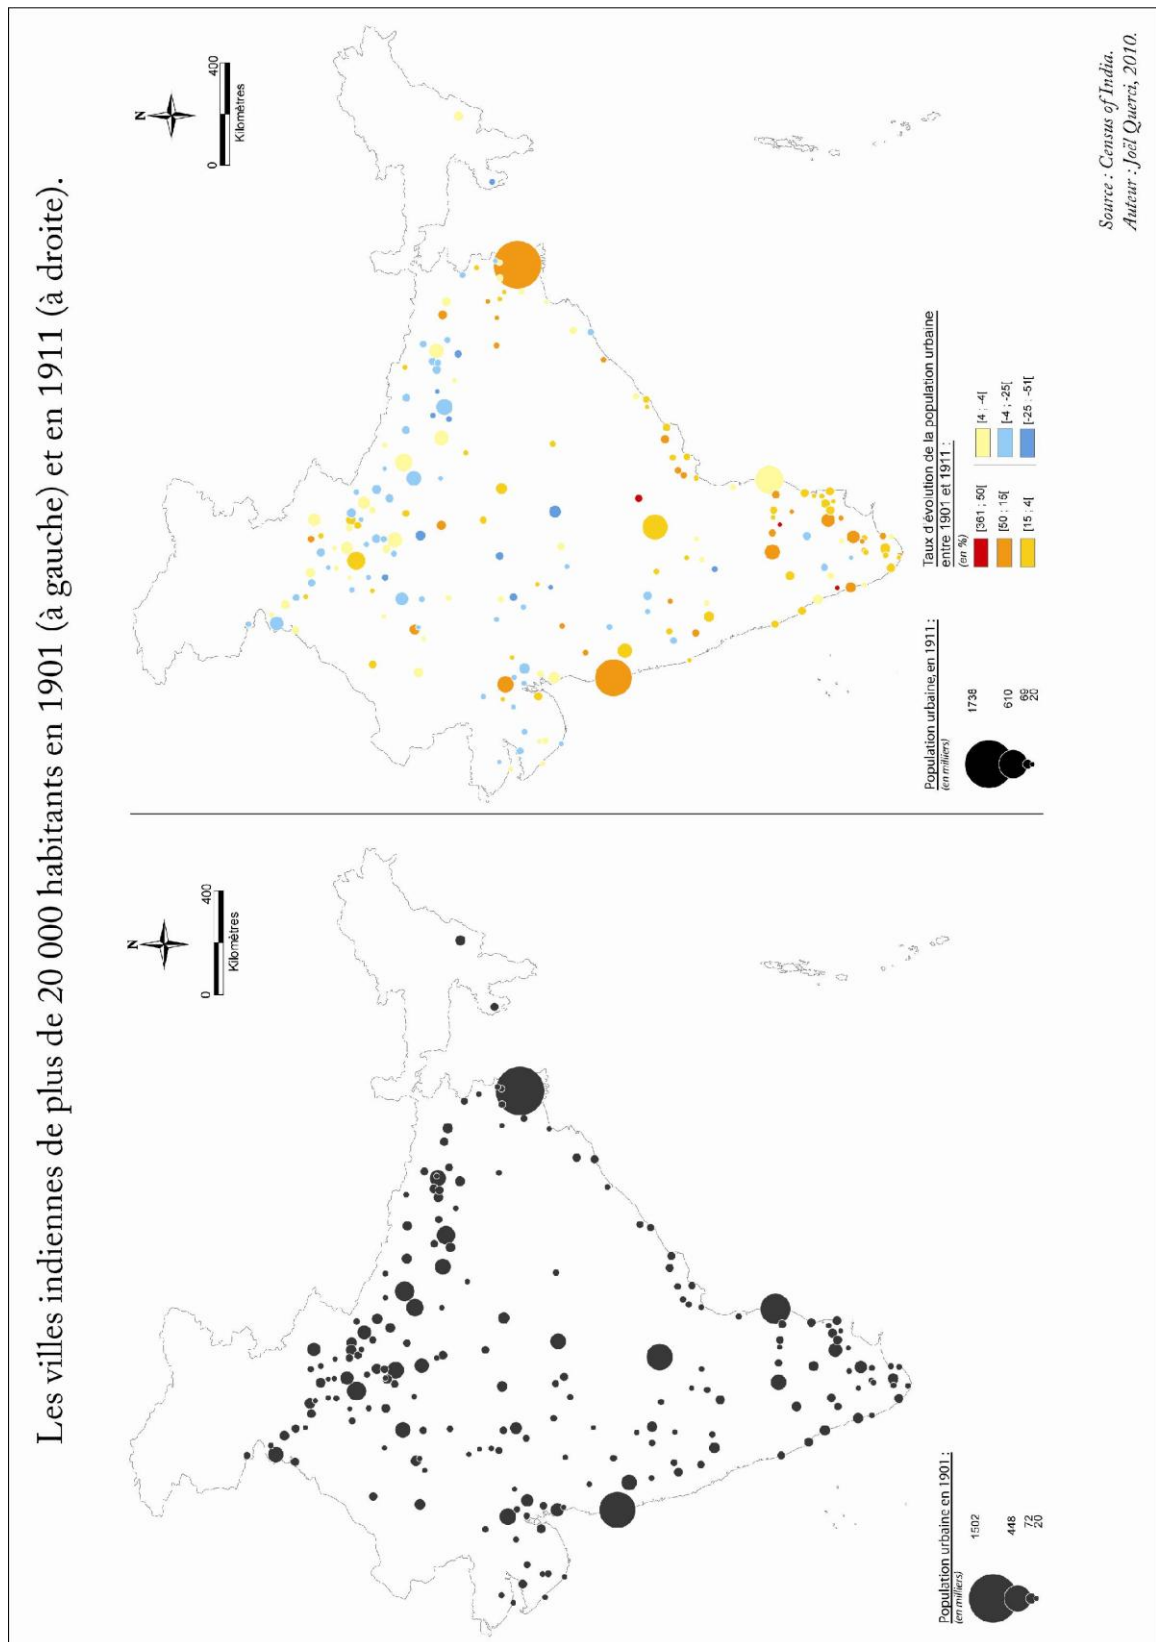 Les villes indiennes de plus de 20 000 habitants en 1901 (à gauche) et en 1911 (à droite).
N
0
400
Kilomètres
Population urbaine en 1901 :
(en milliers)
1502
448
72
20
N
0
400
Kilomètres
Population urbaine, en 1911 :
(en milliers)
1738
610
69
20
Taux d'évolution de la population urbaine
entre 1901 et 1911 :
(en %)
[361 ; 50[
[50 ; 15[
[15 ; 4[
[4 ; -4[
[-4 ; -25[
[-25 ; -51[
Source : Census of India.
Auteur : Joël Querci, 2010.